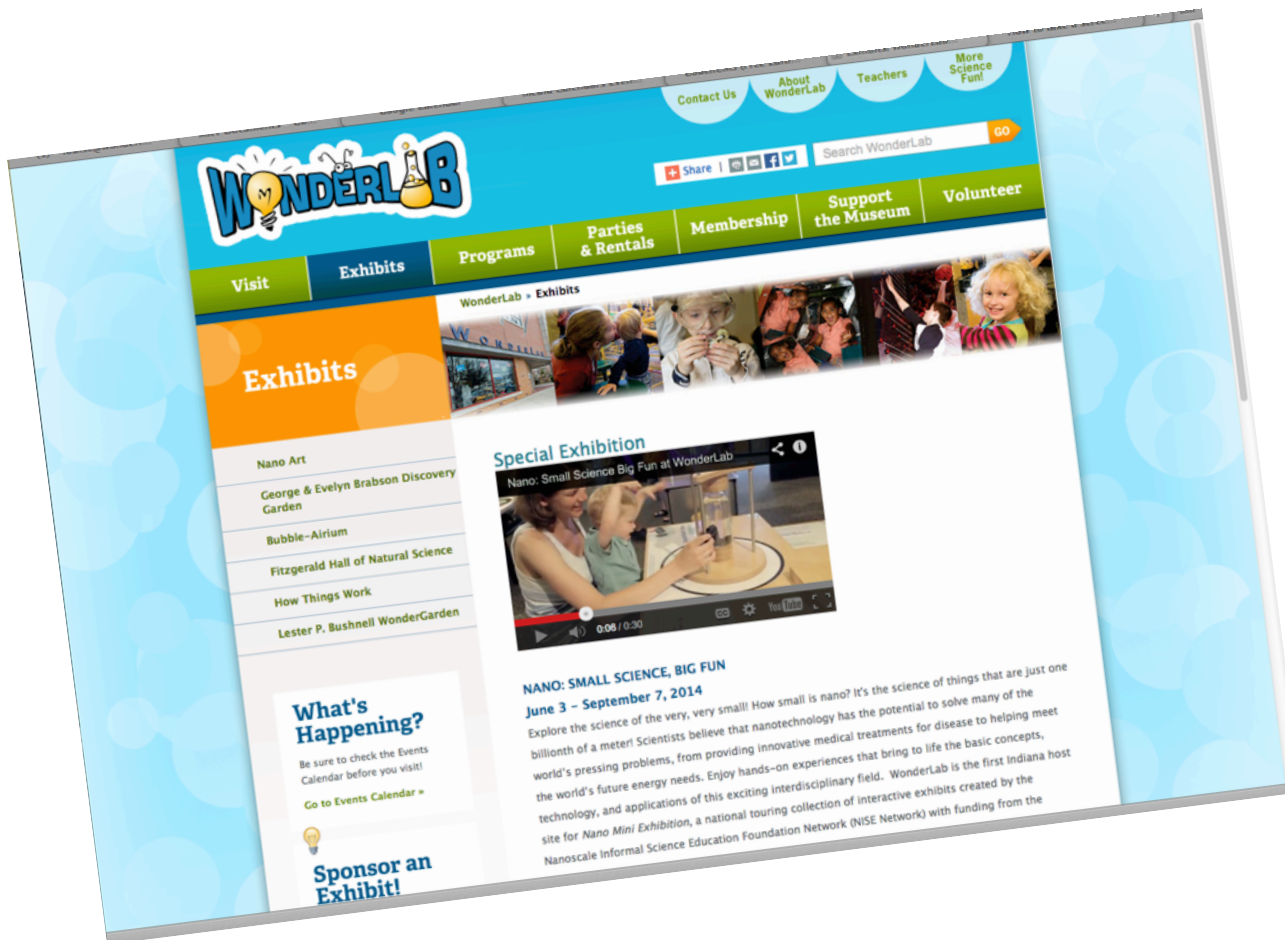 Contact Us
About
WonderLab
Teachers
More
Science
Fun!
WONDERLAB
Share |
Search WonderLab
GO
Visit
Exhibits
Programs
Parties
& Rentals
Membership
Support
the Museum
Volunteer
WonderLab » Exhibits
Exhibits
Nano Art
George & Evelyn Brabson Discovery
Garden
Bubble-Airium
Fitzgerald Hall of Natural Science
How Things Work
Lester P. Bushnell WonderGarden
What's
Happening?
Be sure to check the Events
Calendar before you visit!
Go to Events Calendar »
Sponsor an
Exhibit!
Special Exhibition
Nano: Small Science Big Fun at WonderLab
0:06 / 0:30
CC
YouTube
NANO: SMALL SCIENCE, BIG FUN
June 3 – September 7, 2014
Explore the science of the very, very small! How small is nano? It's the science of things that are just one
billionth of a meter! Scientists believe that nanotechnology has the potential to solve many of the
world's pressing problems, from providing innovative medical treatments for disease to helping meet
the world's future energy needs. Enjoy hands-on experiences that bring to life the basic concepts,
technology, and applications of this exciting interdisciplinary field. WonderLab is the first Indiana host
site for Nano Mini Exhibition, a national touring collection of interactive exhibits created by the
Nanoscale Informal Science Education Foundation Network (NISE Network) with funding from the